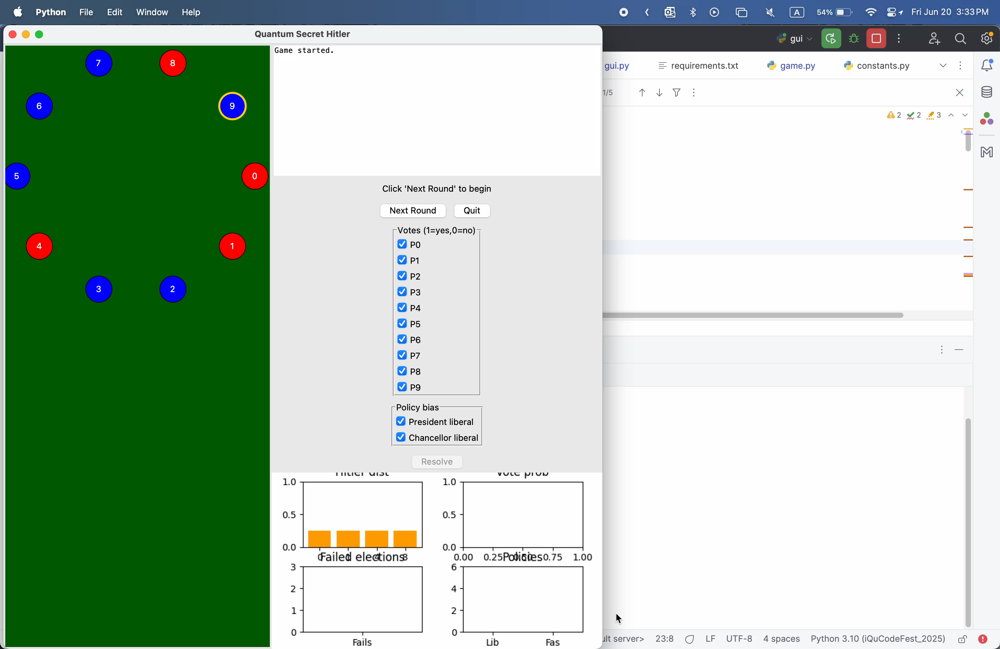 Python File Edit Window Help
A 54% Fri Jun 20 3:33 PM
Quantum Secret Hitler
gui
gui.py requirements.txt game.py constants.py
1/5
2 2 3
Game started.
7 8
6 9
5 0
4 1
3 2
Click 'Next Round' to begin
Next Round Quit
Votes (1=yes,0=no)
P0
P1
P2
P3
P4
P5
P6
P7
P8
P9
Policy bias
President liberal
Chancellor liberal
Resolve
Hitler dist
1.0
0.5
0.0
0 1 4 8
Vote prob
1.0
0.5
0.0
0.00 0.25 0.50 0.75 1.00
Failed elections
3
2
1
0
Fails
Policies
6
4
2
0
Lib Fas
ult server> 23:8 LF UTF-8 4 spaces Python 3.10 (iQuCodeFest_2025)